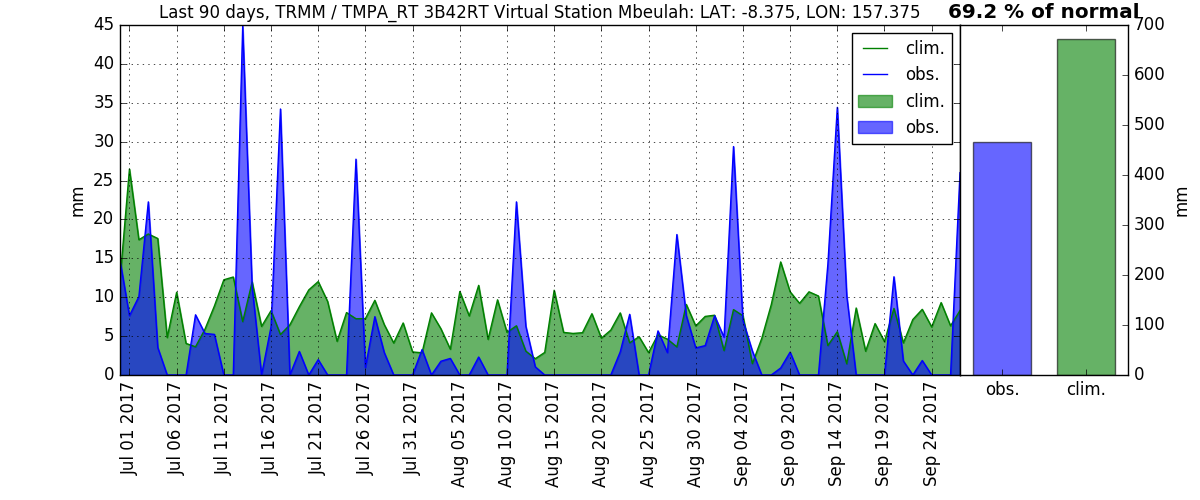 Last 90 days, TRMM / TMPA_RT 3B42RT Virtual Station Mbeulah: LAT: -8.375, LON: 157.375
69.2 % of normal
45
40
35
30
25
20
15
10
5
0
mm
clim.
obs.
clim.
obs.
700
600
500
400
300
200
100
0
mm
obs.
clim.
Jul 01 2017
Jul 06 2017
Jul 11 2017
Jul 16 2017
Jul 21 2017
Jul 26 2017
Jul 31 2017
Aug 05 2017
Aug 10 2017
Aug 15 2017
Aug 20 2017
Aug 25 2017
Aug 30 2017
Sep 04 2017
Sep 09 2017
Sep 14 2017
Sep 19 2017
Sep 24 2017